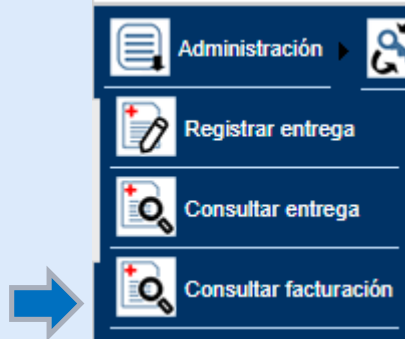 Administración
Registrar entrega
Consultar entrega
Consultar facturación